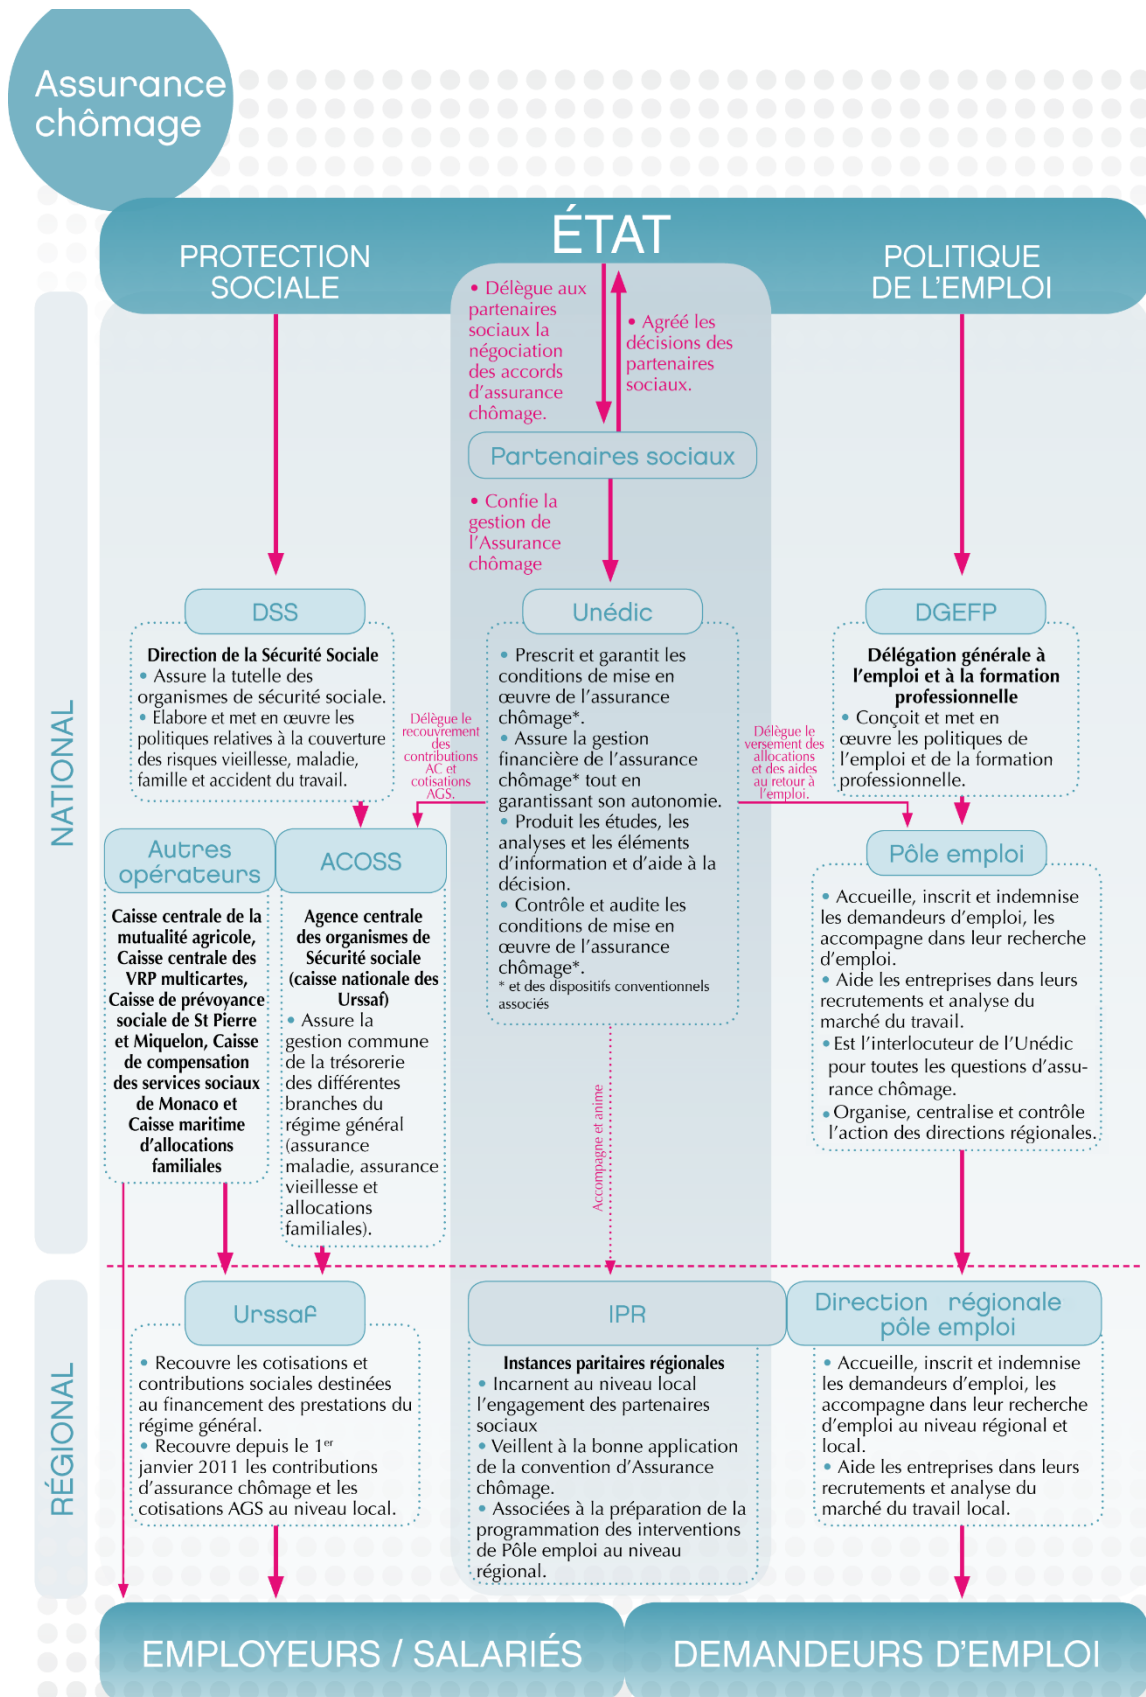 Assurance
chômage
ÉTAT
PROTECTION
SOCIALE
POLITIQUE
DE L'EMPLOI
• Délègue aux
partenaires
sociaux la
négociation
des accords
d'assurance
chômage.
• Agréé les
décisions des
partenaires
sociaux.
Partenaires sociaux
• Confie la
gestion de
l'Assurance
chômage
NATIONAL
DSS
Direction de la Sécurité Sociale
• Assure la tutelle des
organismes de sécurité sociale.
• Elabore et met en œuvre les
politiques relatives à la couverture
des risques vieillesse, maladie,
famille et accident du travail.
Délègue le
recouvrement
des
contributions
AC et
cotisations
AGS.
Unédic
• Prescrit et garantit les
conditions de mise en
œuvre de l'assurance
chômage*.
• Assure la gestion
financière de l'assurance
chômage* tout en
garantissant son autonomie.
• Produit les études, les
analyses et les éléments
d'information et d'aide à la
décision.
• Contrôle et audite les
conditions de mise en
œuvre de l'assurance
chômage*.
* et des dispositifs conventionnels
associés
Délègue le
versement des
allocations
et des aides
au retour à
l'emploi.
DGEFP
Délégation générale à
l'emploi et à la formation
professionnelle
• Conçoit et met en
œuvre les politiques de
l'emploi et de la formation
professionnelle.
Autres
opérateurs
Caisse centrale de la
mutualité agricole,
Caisse centrale des
VRP multicartes,
Caisse de prévoyance
sociale de St Pierre
et Miquelon, Caisse
de compensation
des services sociaux
de Monaco et
Caisse maritime
d'allocations
familiales
ACOSS
Agence centrale
des organismes de
Sécurité sociale
(caisse nationale des
Urssaf)
• Assure la
gestion commune
de la trésorerie
des différentes
branches du
régime général
(assurance
maladie, assurance
vieillesse et
allocations
familiales).
Pôle emploi
• Accueille, inscrit et indemnise
les demandeurs d'emploi, les
accompagne dans leur recherche
d'emploi.
• Aide les entreprises dans leurs
recrutements et analyse du
marché du travail.
• Est l'interlocuteur de l'Unédic
pour toutes les questions d'assu-
rance chômage.
• Organise, centralise et contrôle
l'action des directions régionales.
Accompagne et anime
RÉGIONAL
Urssaf
• Recouvre les cotisations et
contributions sociales destinées
au financement des prestations du
régime général.
• Recouvre depuis le 1er
janvier 2011 les contributions
d'assurance chômage et les
cotisations AGS au niveau local.
IPR
Instances paritaires régionales
• Incarnent au niveau local
l'engagement des partenaires
sociaux
• Veillent à la bonne application
de la convention d'Assurance
chômage.
• Associées à la préparation de la
programmation des interventions
de Pôle emploi au niveau
régional.
Direction régionale
pôle emploi
• Accueille, inscrit et indemnise
les demandeurs d'emploi, les
accompagne dans leur recherche
d'emploi au niveau régional et
local.
• Aide les entreprises dans leurs
recrutements et analyse du
marché du travail local.
EMPLOYEURS / SALARIÉS
DEMANDEURS D'EMPLOI